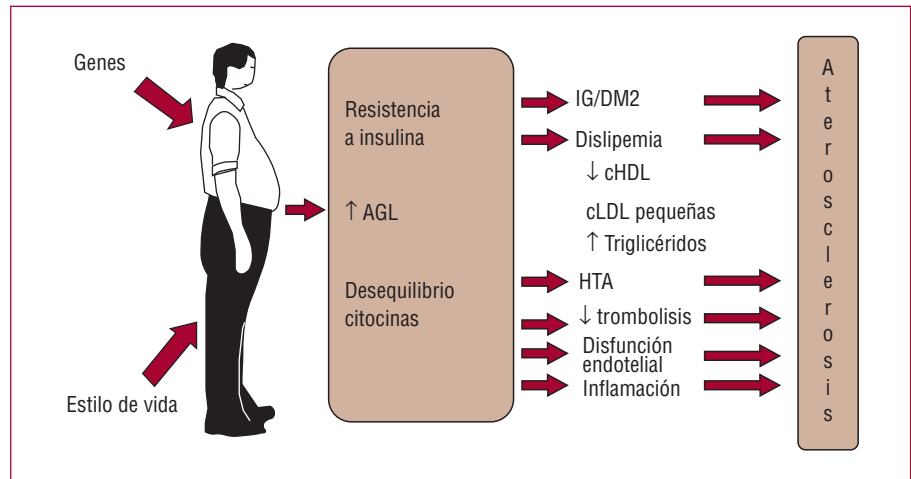 Genes
Estilo de vida
Resistencia
a insulina
↑ AGL
Desequilibrio
citocinas
IG/DM2
Dislipemia
↓ cHDL
cLDL pequeñas
↑ Triglicéridos
HTA
↓ trombolisis
Disfunción
endotelial
Inflamación
A
t
e
r
o
s
c
l
e
r
o
s
i
s